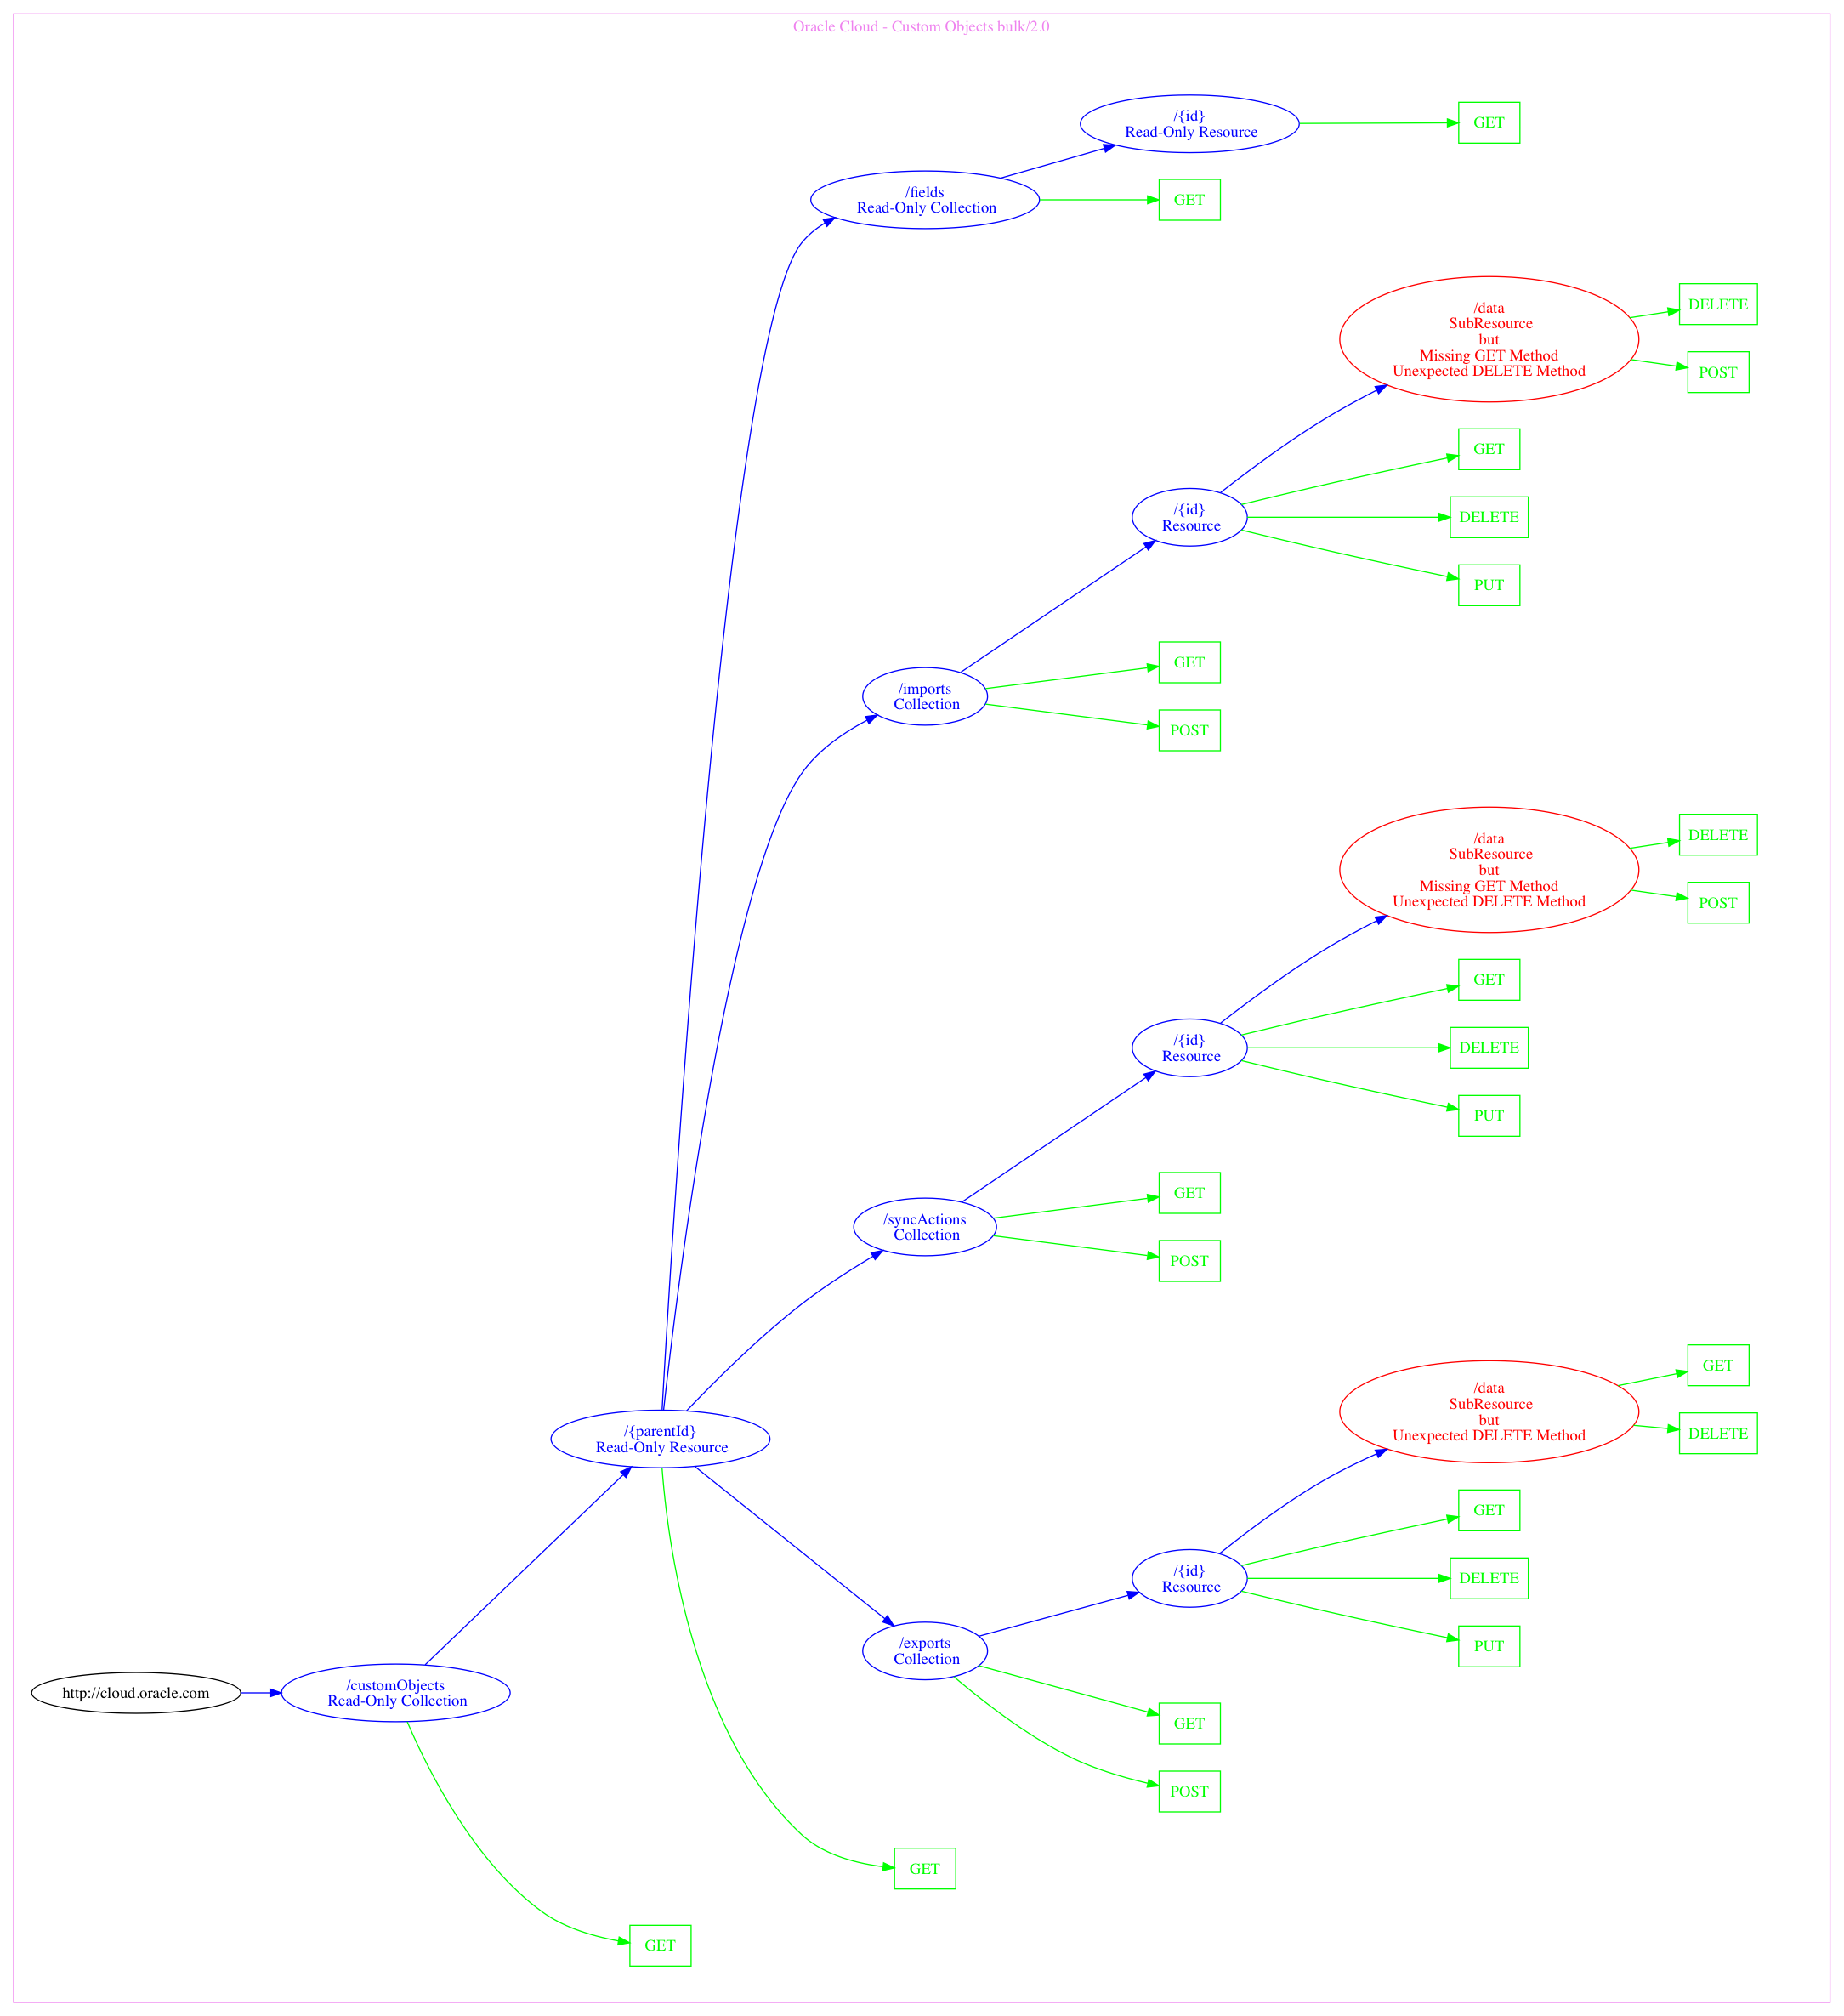 Oracle Cloud - Custom Objects bulk/2.0
/{id}
Read-Only Resource
GET
/fields
Read-Only Collection
GET
/data
SubResource
but
Missing GET Method
Unexpected DELETE Method
DELETE
POST
GET
/{id}
Resource
DELETE
PUT
/imports
Collection
GET
POST
/data
SubResource
but
Missing GET Method
Unexpected DELETE Method
DELETE
POST
GET
/{id}
Resource
DELETE
PUT
/syncActions
Collection
GET
POST
/data
SubResource
but
Unexpected DELETE Method
GET
DELETE
/{parentId}
Read-Only Resource
GET
/{id}
Resource
DELETE
PUT
/exports
Collection
GET
POST
http://cloud.oracle.com
/customObjects
Read-Only Collection
GET
GET